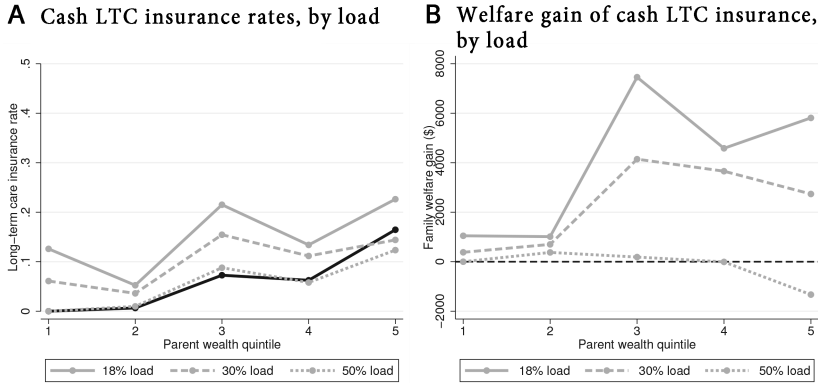 A Cash LTC insurance rates, by load
Long-term care insurance rate
.5
.4
.3
.2
.1
0
1 2 3 4 5
Parent wealth quintile
18% load 30% load 50% load
B Welfare gain of cash LTC insurance,
by load
Family welfare gain ($)
8000
6000
4000
2000
0
-2000
1 2 3 4 5
Parent wealth quintile
18% load 30% load 50% load